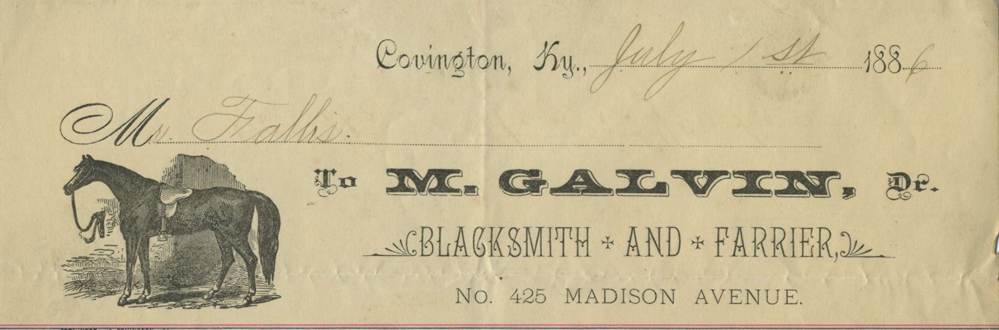 Covington, Ky., July 1st 1886
Mr. Fallis.
To M. GALVIN, Dr.
BLACKSMITH + AND + FARRIER,
No. 425 MADISON AVENUE.